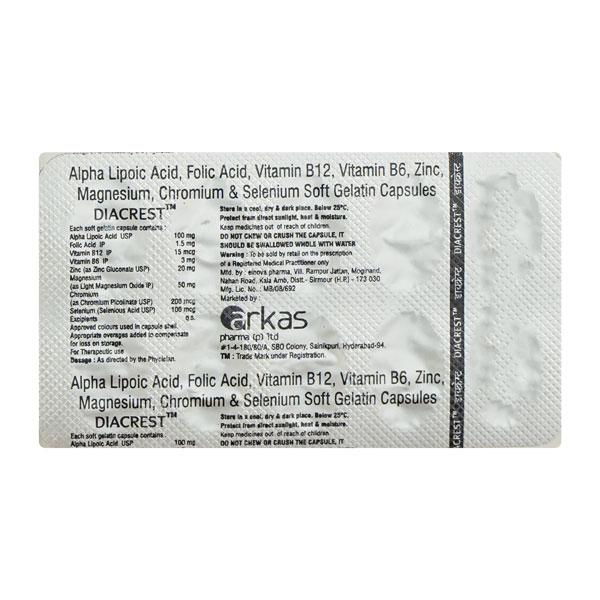 Alpha Lipoic Acid, Folic Acid, Vitamin B12, Vitamin B6, Zinc,
Magnesium, Chromium & Selenium Soft Gelatin Capsules
DIACREST™
Each soft gelatin capsule contains :
Alpha Lipoic Acid USP 100 mg
Folic Acid IP 1.5 mg
Vitamin B12 IP 15 mcg
Vitamin B6 IP 3 mg
Zinc (as Zinc Gluconate USP) 20 mg
Magnesium
(as Light Magnesium Oxide IP) 50 mg
Chromium
(as Chromium Picolinate USP) 200 mcg
Selenium (Selenious Acid USP) 100 mcg
Excipients q.s.
Approved colours used in capsule shell.
Appropriate overages added to compensate
for loss on storage.
For Therapeutic use
Dosage : As directed by the Physician.
Store in a cool, dry & dark place. Below 25°C.
Protect from direct sunlight, heat & moisture.
Keep medicines out of reach of children.
DO NOT CHEW OR CRUSH THE CAPSULE, IT
SHOULD BE SWALLOWED WHOLE WITH WATER
Warning : To be sold by retail on the prescription
of a Registered Medical Practitioner only
Mfd. by : einova pharma, Vill. Rampur Jattan, Moginand,
Nahan Road, Kala Amb, Distt.- Sirmour (H.P.) - 173 030
Mfg. Lic. No. : MB/08/692
Marketed by :
arkas
pharma (p) ltd
#1-4-180/80/A, SBO Colony, Sainikpuri, Hyderabad-94.
TM : Trade Mark under Registration.
Alpha Lipoic Acid, Folic Acid, Vitamin B12, Vitamin B6, Zinc,
Magnesium, Chromium & Selenium Soft Gelatin Capsules
DIACREST™
Each soft gelatin capsule contains :
Alpha Lipoic Acid USP 100 mg
Store in a cool, dry & dark place. Below 25°C.
Protect from direct sunlight, heat & moisture.
Keep medicines out of reach of children.
DO NOT CHEW OR CRUSH THE CAPSULE, IT
CREST™ डायक्रेस्ट DIACREST™ डायक्रेस्ट DIACREST™ डायक्रेस्ट